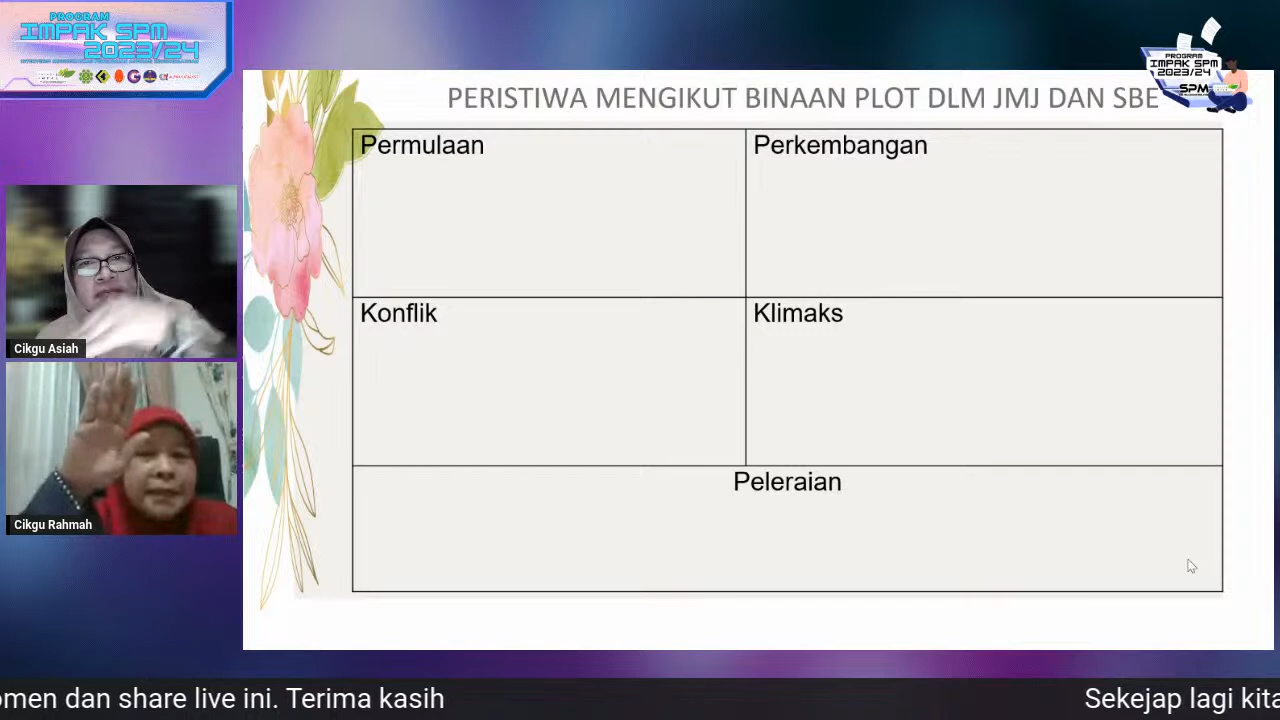 PROGRAM
IMPAK SPM
2023/24
PROGRAM
IMPAK SPM
2023/24
SPM
PERISTIWA MENGIKUT BINAAN PLOT DLM JMJ DAN SBE
Permulaan
Perkembangan
Konflik
Klimaks
Peleraian
Cikgu Asiah
Cikgu Rahmah
omen dan share live ini. Terima kasih
Sekejap lagi kita